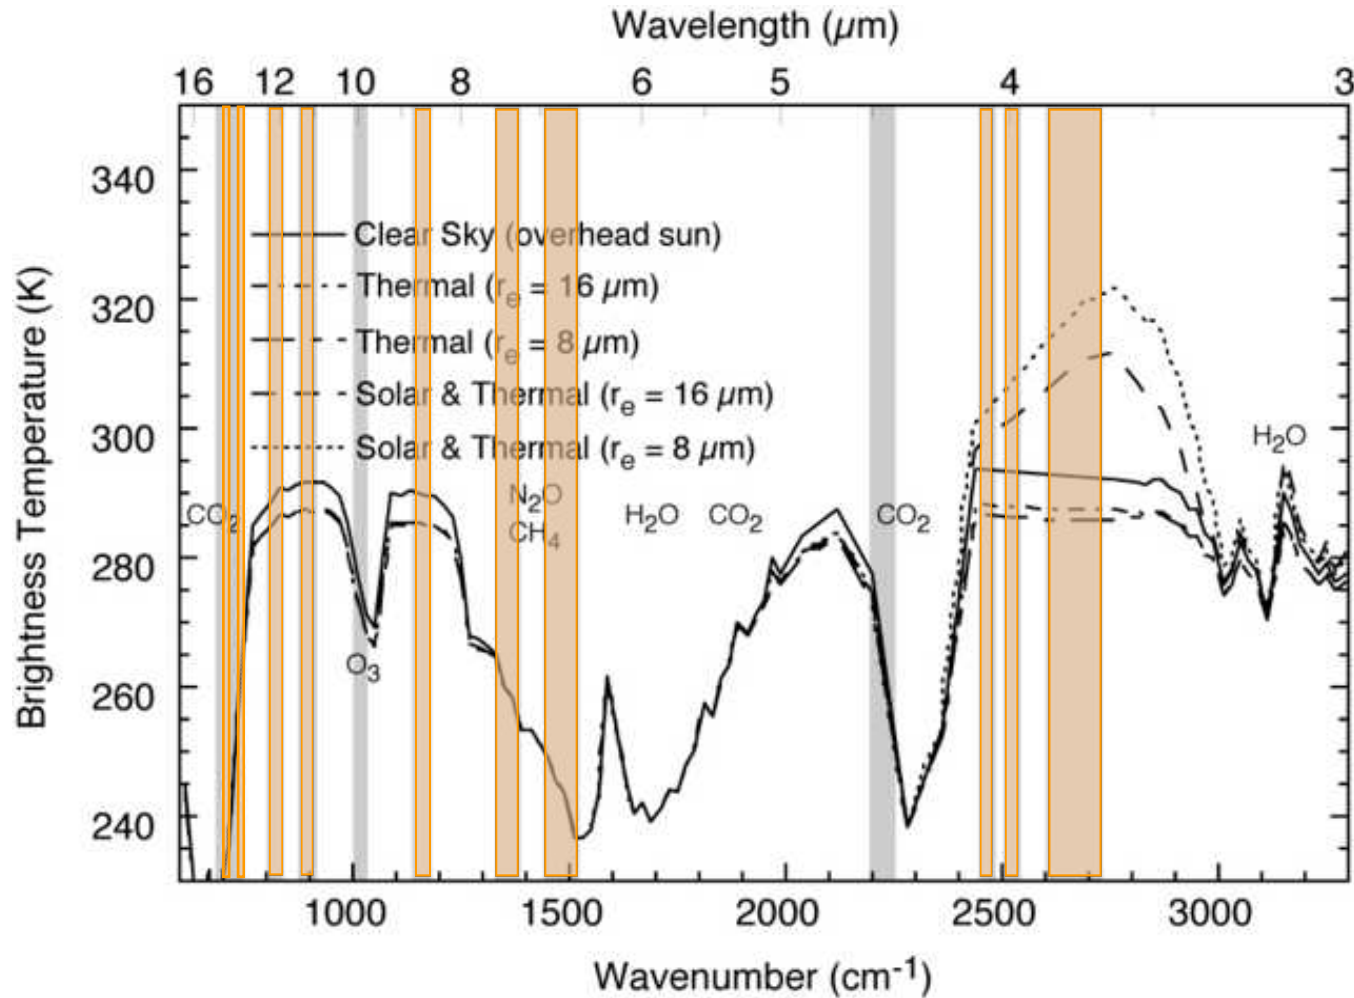 Wavelength (µm)
16 12 10 8 6 5 4 3
340
320
300
280
260
240
Brightness Temperature (K)
Clear Sky (overhead sun)
Thermal (rₑ = 16 µm)
Thermal (rₑ = 8 µm)
Solar & Thermal (rₑ = 16 µm)
Solar & Thermal (rₑ = 8 µm)
CO₂
O₃
N₂O
CH₄
H₂O
CO₂
CO₂
H₂O
1000 1500 2000 2500 3000
Wavenumber (cm⁻¹)